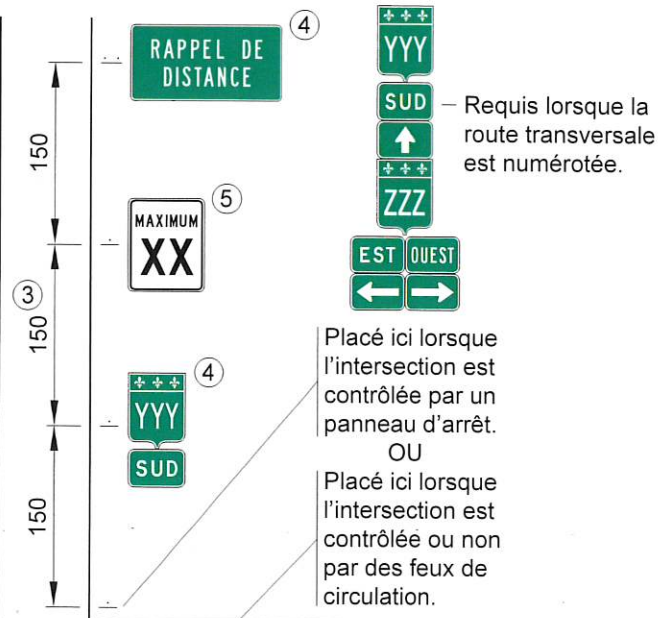 RAPPEL DE
DISTANCE
4
150
MAXIMUM
XX
5
3
150
YYY
SUD
4
150
YYY
SUD
ZZZ
EST OUEST
Requis lorsque la
route transversale
est numérotée.
Placé ici lorsque
l'intersection est
contrôlée par un
panneau d'arrêt.
OU
Placé ici lorsque
l'intersection est
contrôlée ou non
par des feux de
circulation.